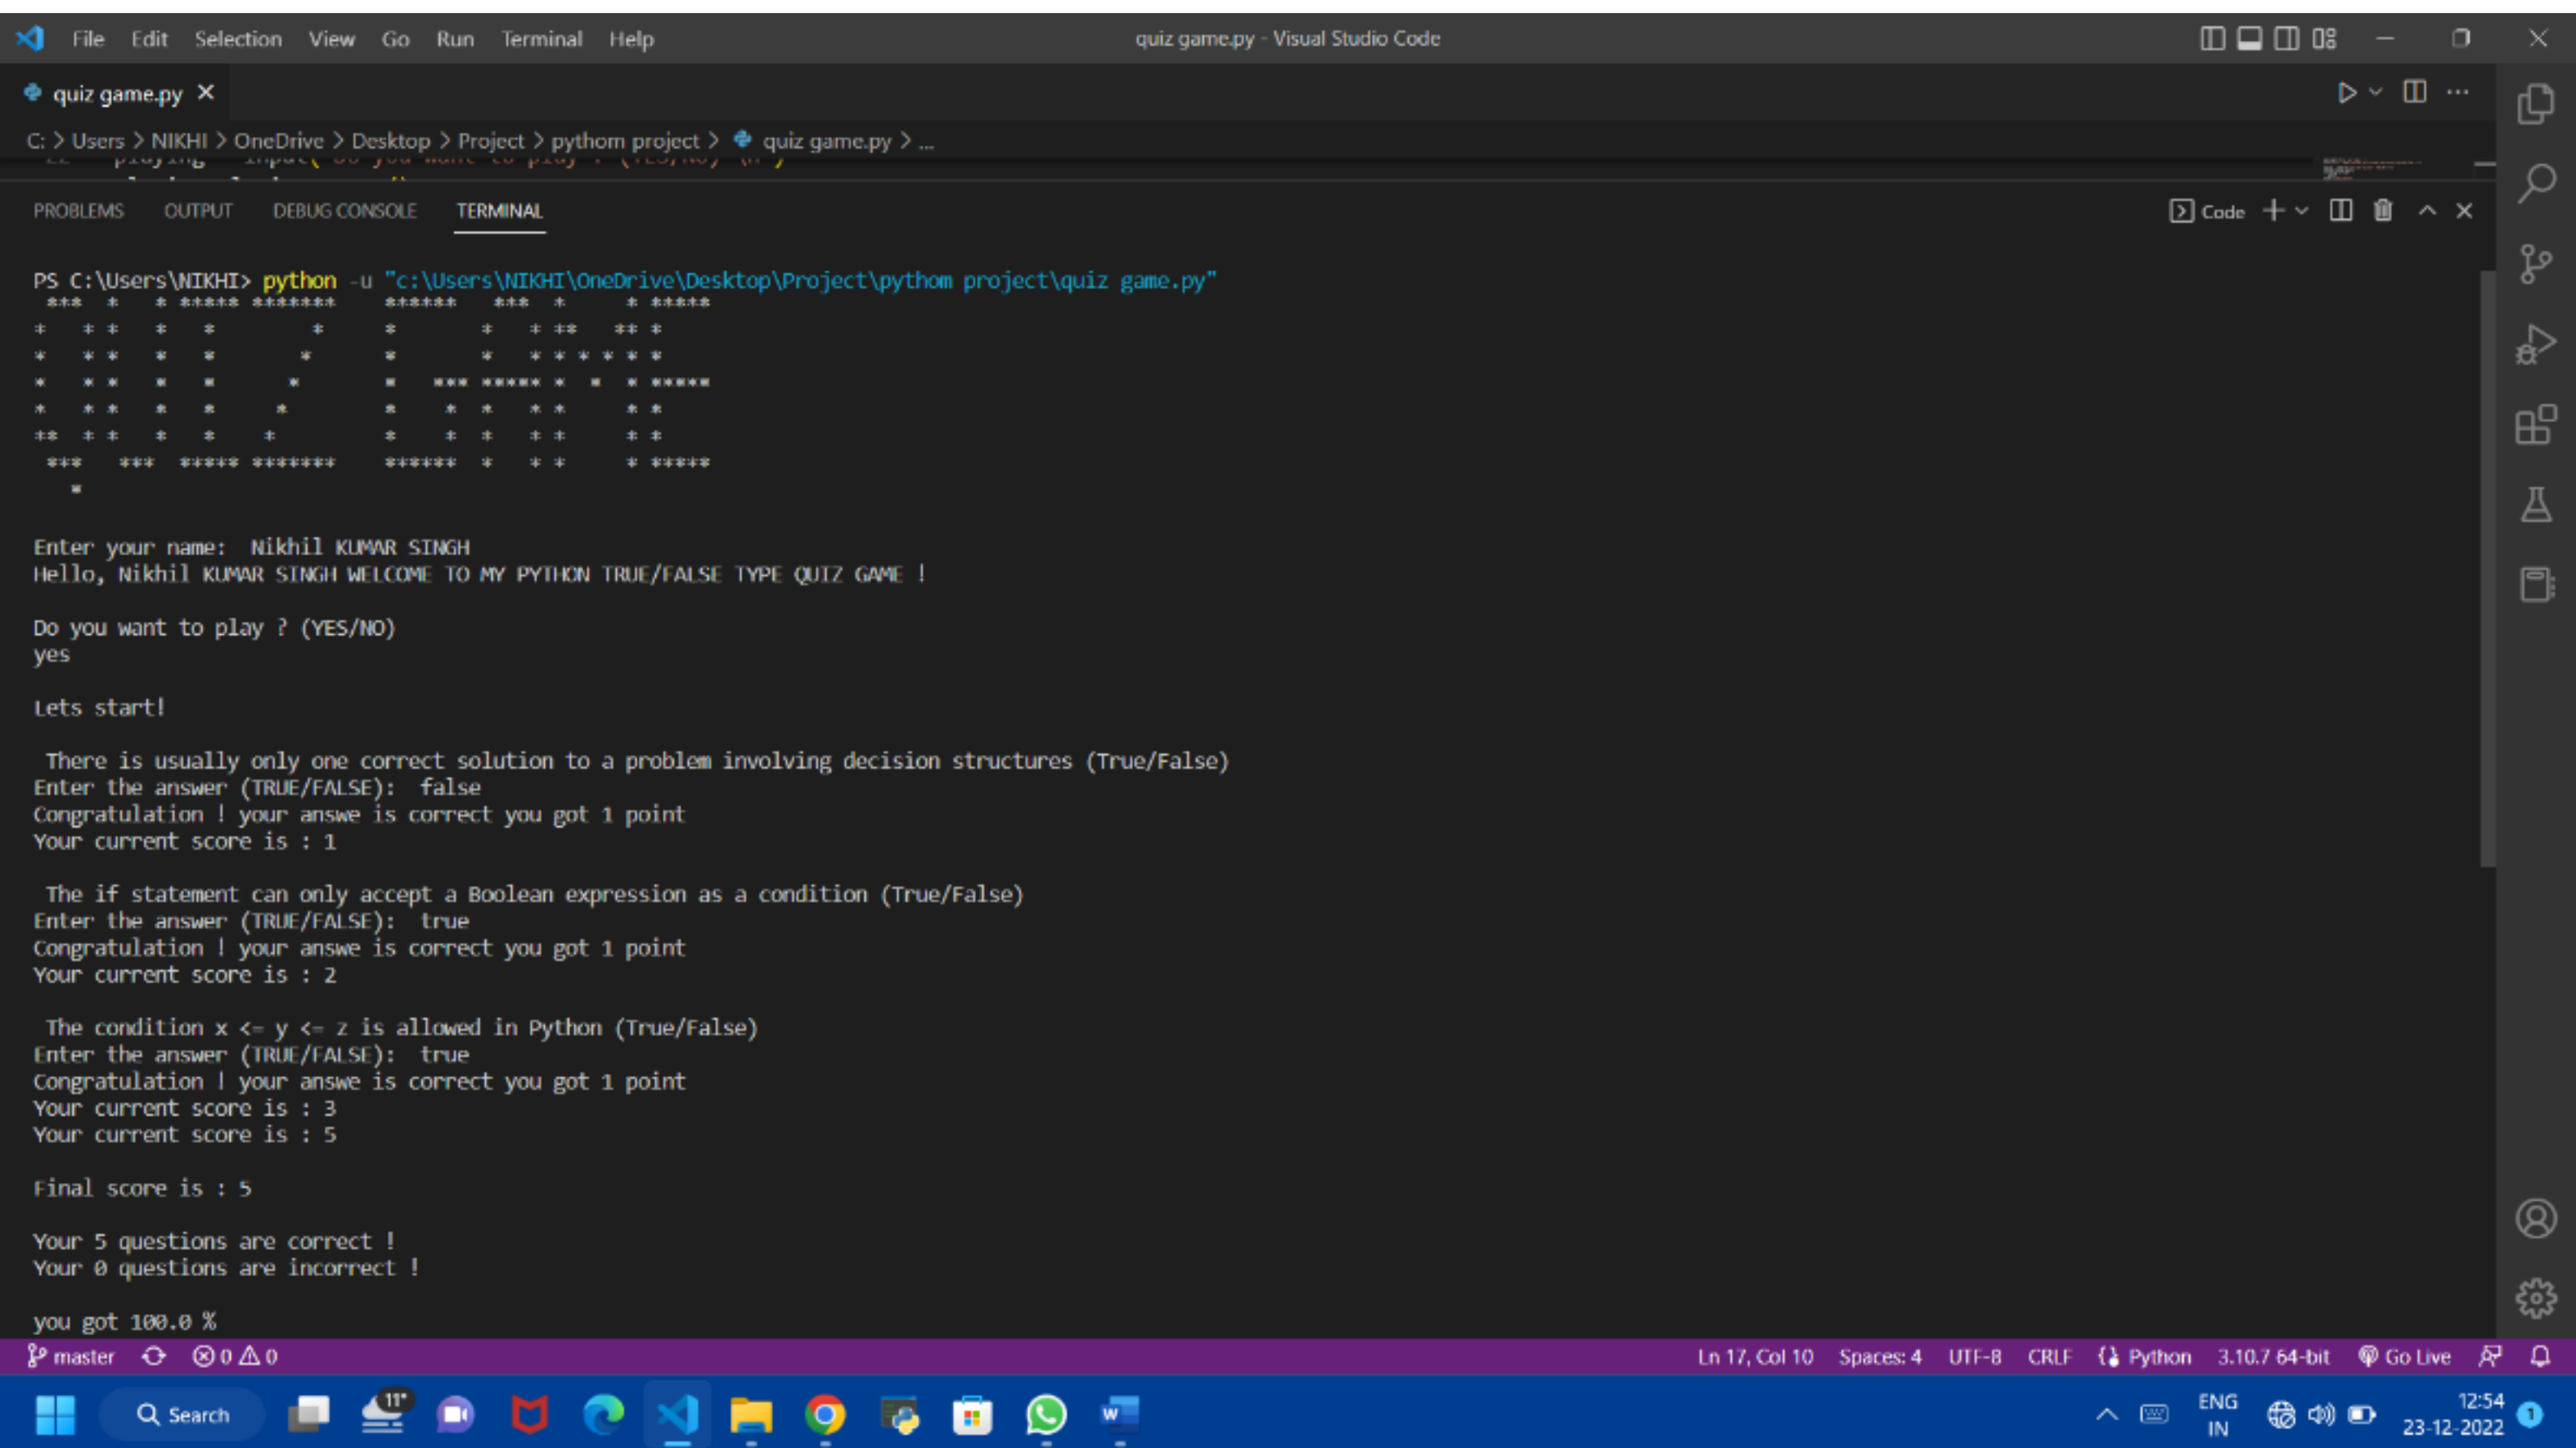 File Edit Selection View Go Run Terminal Help
quiz game.py - Visual Studio Code
quiz game.py
C: > Users > NIKHI > OneDrive > Desktop > Project > pythom project > quiz game.py > ...
PROBLEMS OUTPUT DEBUG CONSOLE TERMINAL
Code
PS C:\Users\NIKHI> python -u "c:\Users\NIKHI\OneDrive\Desktop\Project\pythom project\quiz game.py"
Enter your name:  Nikhil KUMAR SINGH
Hello, Nikhil KUMAR SINGH WELCOME TO MY PYTHON TRUE/FALSE TYPE QUIZ GAME !
Do you want to play ? (YES/NO)
yes
Lets start!
There is usually only one correct solution to a problem involving decision structures (True/False)
Enter the answer (TRUE/FALSE):  false
Congratulation ! your answe is correct you got 1 point
Your current score is : 1
The if statement can only accept a Boolean expression as a condition (True/False)
Enter the answer (TRUE/FALSE):  true
Congratulation ! your answe is correct you got 1 point
Your current score is : 2
The condition x <= y <= z is allowed in Python (True/False)
Enter the answer (TRUE/FALSE):  true
Congratulation ! your answe is correct you got 1 point
Your current score is : 3
Your current score is : 5
Final score is : 5
Your 5 questions are correct !
Your 0 questions are incorrect !
you got 100.0 %
master 0 0 Ln 17, Col 10 Spaces: 4 UTF-8 CRLF Python 3.10.7 64-bit Go Live
Search 11° ENG IN 12:54 23-12-2022 1